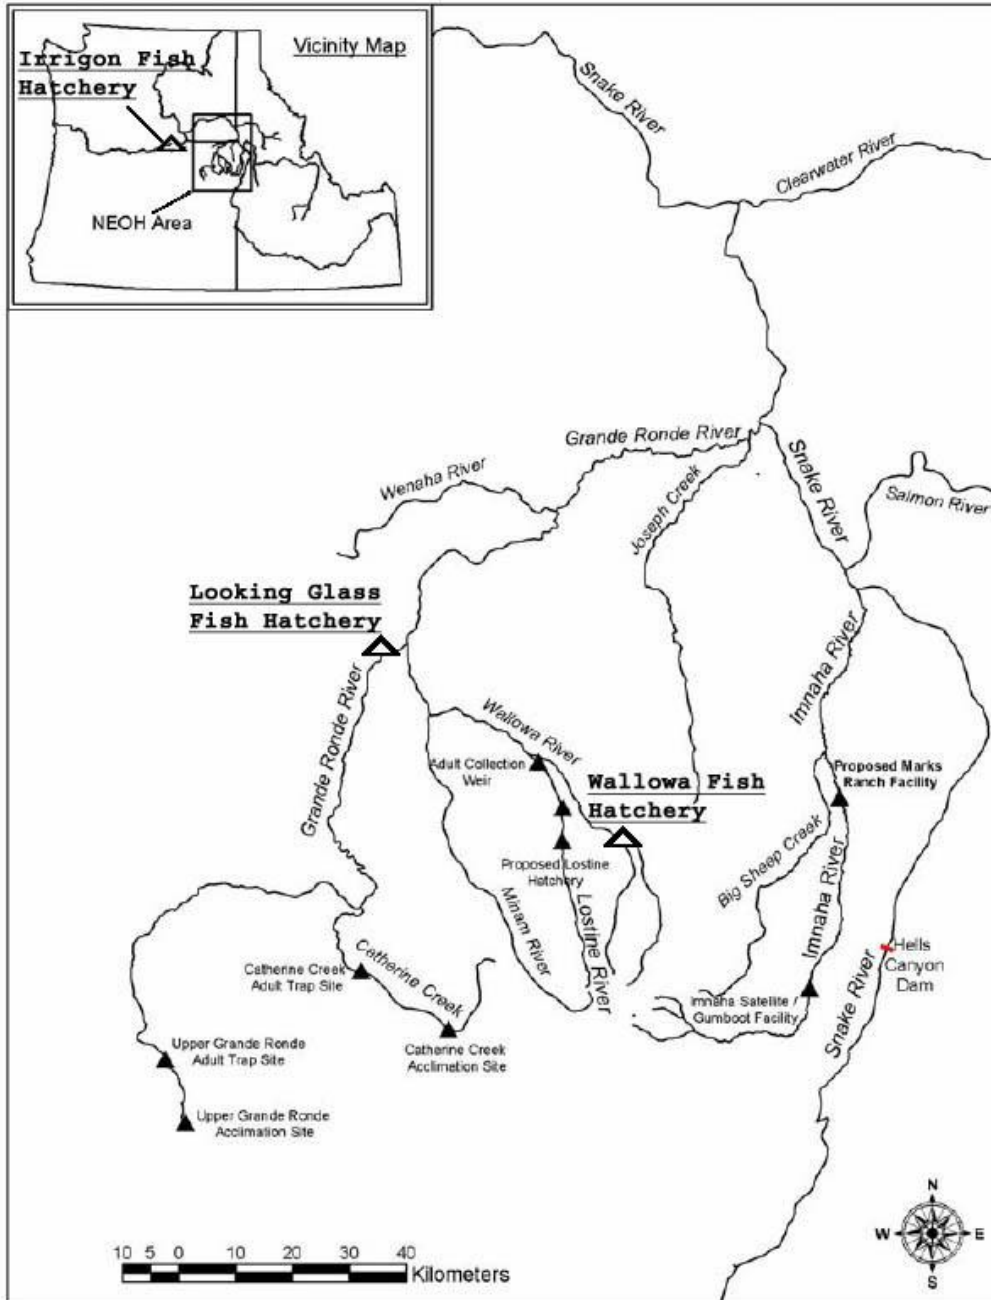 Vicinity Map
Irrigon Fish
Hatchery
NEOH Area
Snake River
Clearwater River
Grande Ronde River
Wenaha River
Joseph Creek
Snake River
Salmon River
Looking Glass
Fish Hatchery
Imnaha River
Grande Ronde River
Wallowa River
Adult Collection
Weir
Wallowa Fish
Hatchery
Proposed Marks
Ranch Facility
Big Sheep Creek
Proposed Lostine
Hatchery
Imnaha River
Minam River
Lostine River
Catherine Creek
Catherine Creek
Adult Trap Site
Hells
Canyon
Dam
Snake River
Imnaha Satellite /
Gumboot Facility
Catherine Creek
Acclimation Site
Upper Grande Ronde
Adult Trap Site
Upper Grande Ronde
Acclimation Site
N
W E
S
10 5 0 10 20 30 40
Kilometers